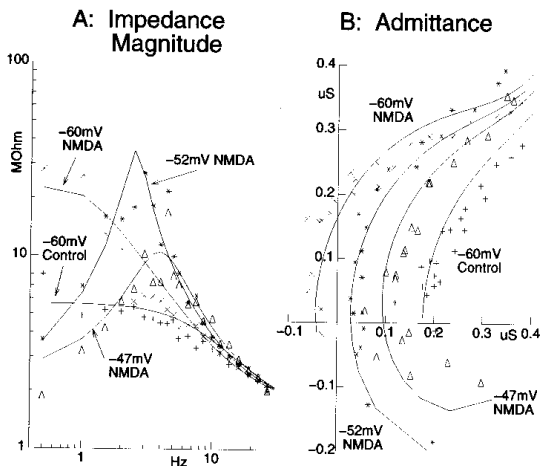 A: Impedance
Magnitude
100
MOhm
10
1
-60mV
NMDA
-52mV NMDA
-60mV
Control
-47mV
NMDA
1
Hz
10
B: Admittance
0.4
uS
0.3
0.2
0.1
-0.1
-0.1
-0.2
0.1
0.2
0.3
uS
0.4
-60mV
NMDA
-60mV
Control
-47mV
NMDA
-52mV
NMDA